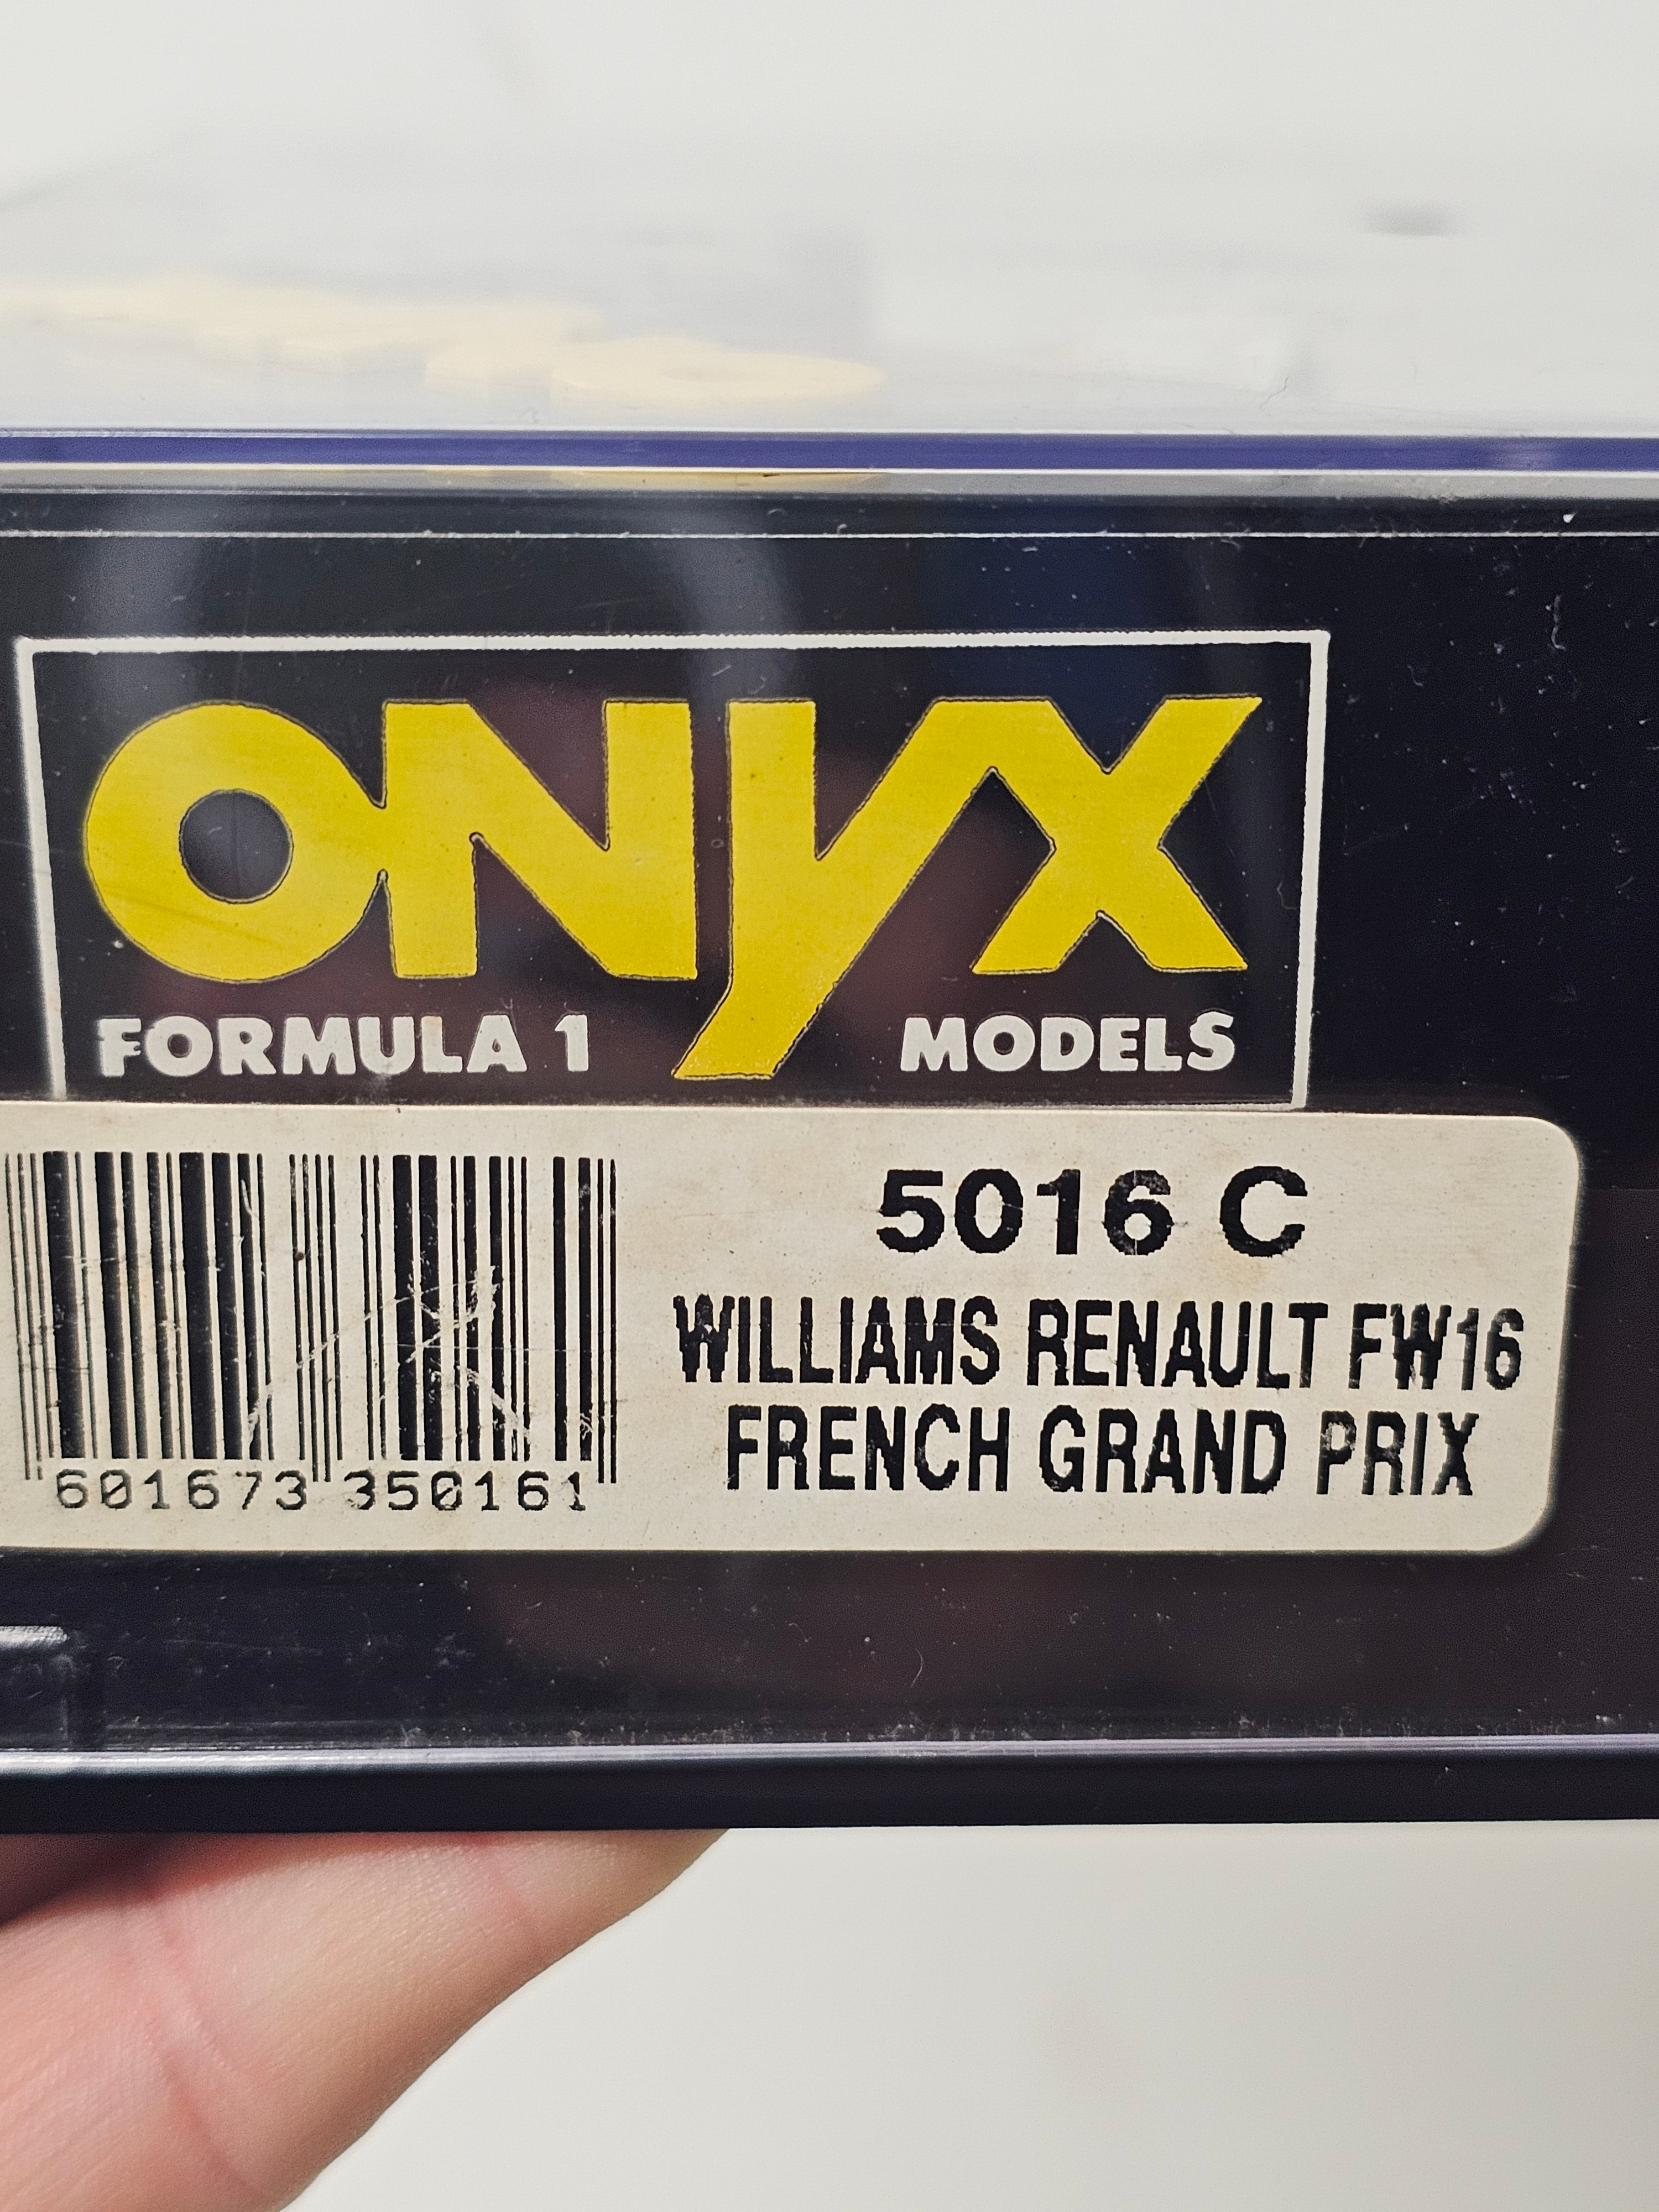 ONYX
FORMULA 1 MODELS
5016 C
WILLIAMS RENAULT FW16
FRENCH GRAND PRIX
601673 350161